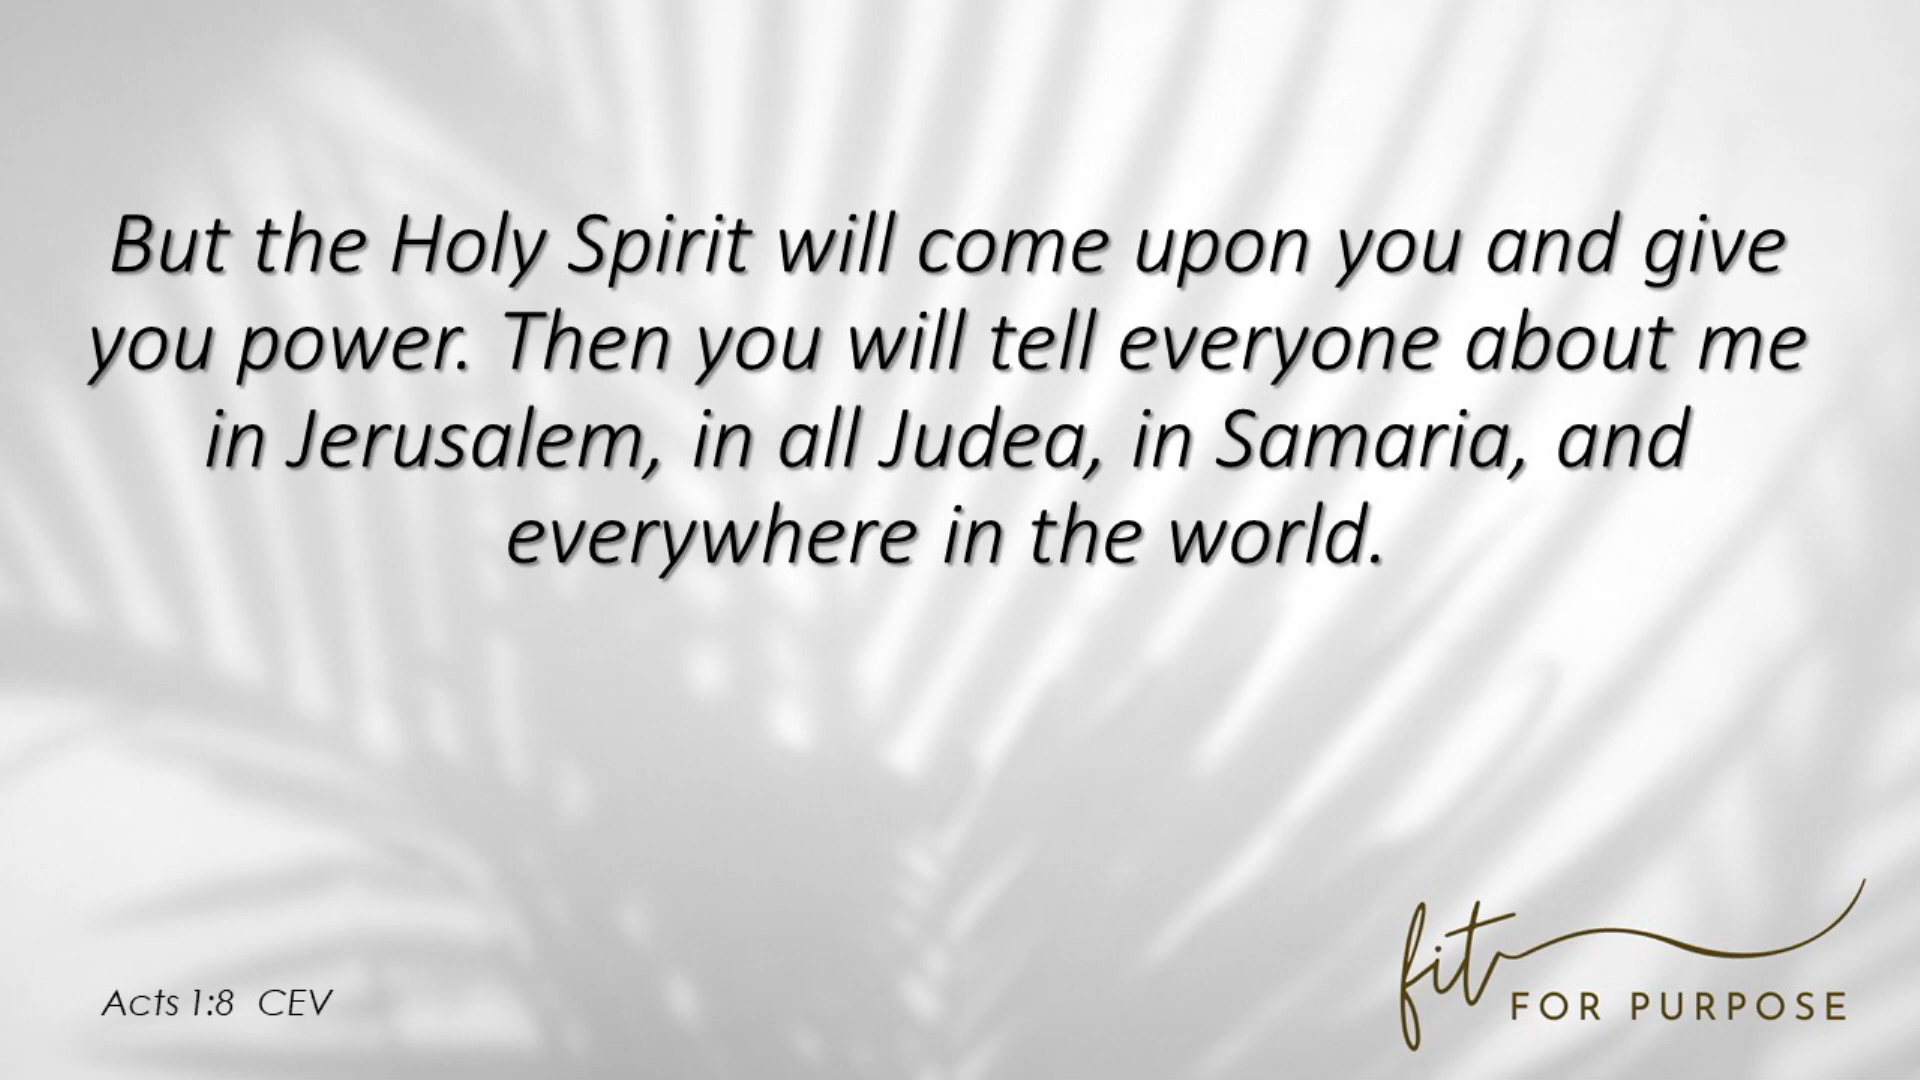 But the Holy Spirit will come upon you and give
you power. Then you will tell everyone about me
in Jerusalem, in all Judea, in Samaria, and
everywhere in the world.
Acts 1:8 CEV
fit
FOR PURPOSE